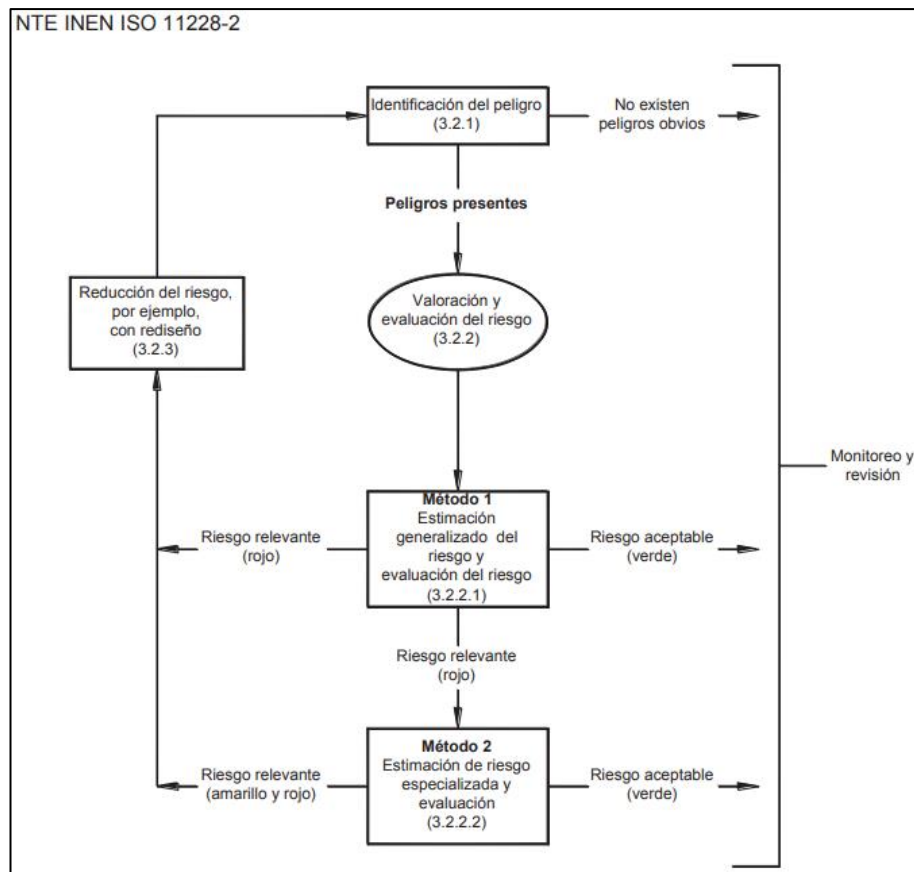 NTE INEN ISO 11228-2
Identificación del peligro
(3.2.1)
No existen
peligros obvios
Peligros presentes
Reducción del riesgo,
por ejemplo,
con rediseño
(3.2.3)
Valoración y
evaluación del riesgo
(3.2.2)
Monitoreo y
revisión
Riesgo relevante
(rojo)
Método 1
Estimación
generalizado del
riesgo y
evaluación del riesgo
(3.2.2.1)
Riesgo aceptable
(verde)
Riesgo relevante
(rojo)
Riesgo relevante
(amarillo y rojo)
Método 2
Estimación de riesgo
especializada y
evaluación
(3.2.2.2)
Riesgo aceptable
(verde)